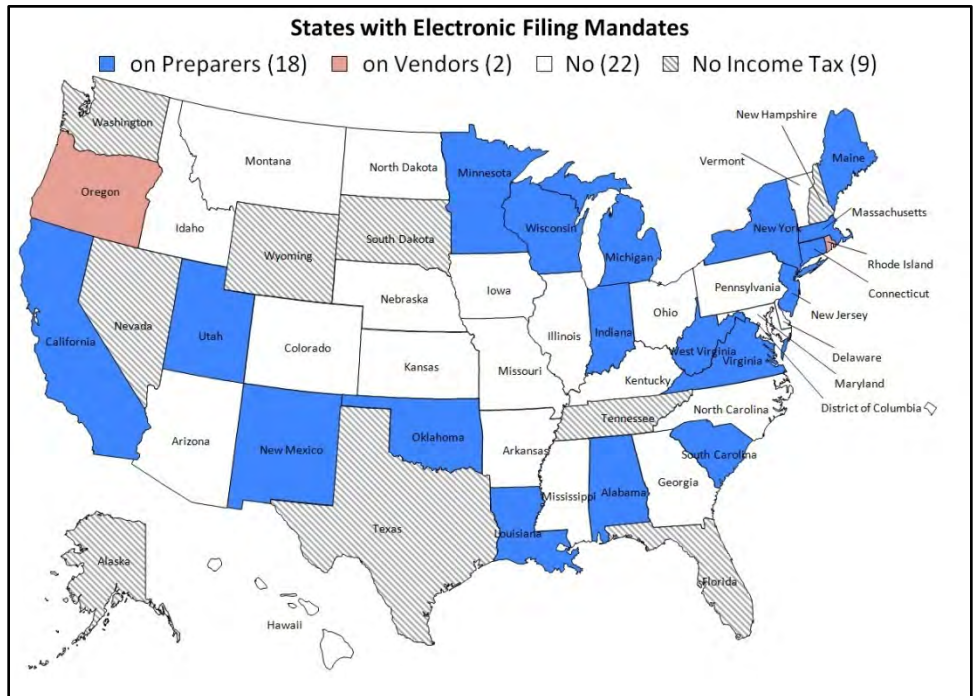 States with Electronic Filing Mandates
on Preparers (18) on Vendors (2) No (22) No Income Tax (9)
Washington
New Hampshire
Montana
North Dakota
Minnesota
Vermont
Maine
Oregon
Idaho
South Dakota
Wisconsin
New York
Massachusetts
Wyoming
Michigan
Rhode Island
Nebraska
Iowa
Pennsylvania
Connecticut
Nevada
Ohio
New Jersey
California
Utah
Colorado
Illinois
Indiana
Kansas
Missouri
West Virginia
Virginia
Delaware
Kentucky
Maryland
District of Columbia
Arizona
New Mexico
Oklahoma
Arkansas
Tennessee
North Carolina
South Carolina
Texas
Mississippi
Alabama
Georgia
Louisiana
Alaska
Florida
Hawaii